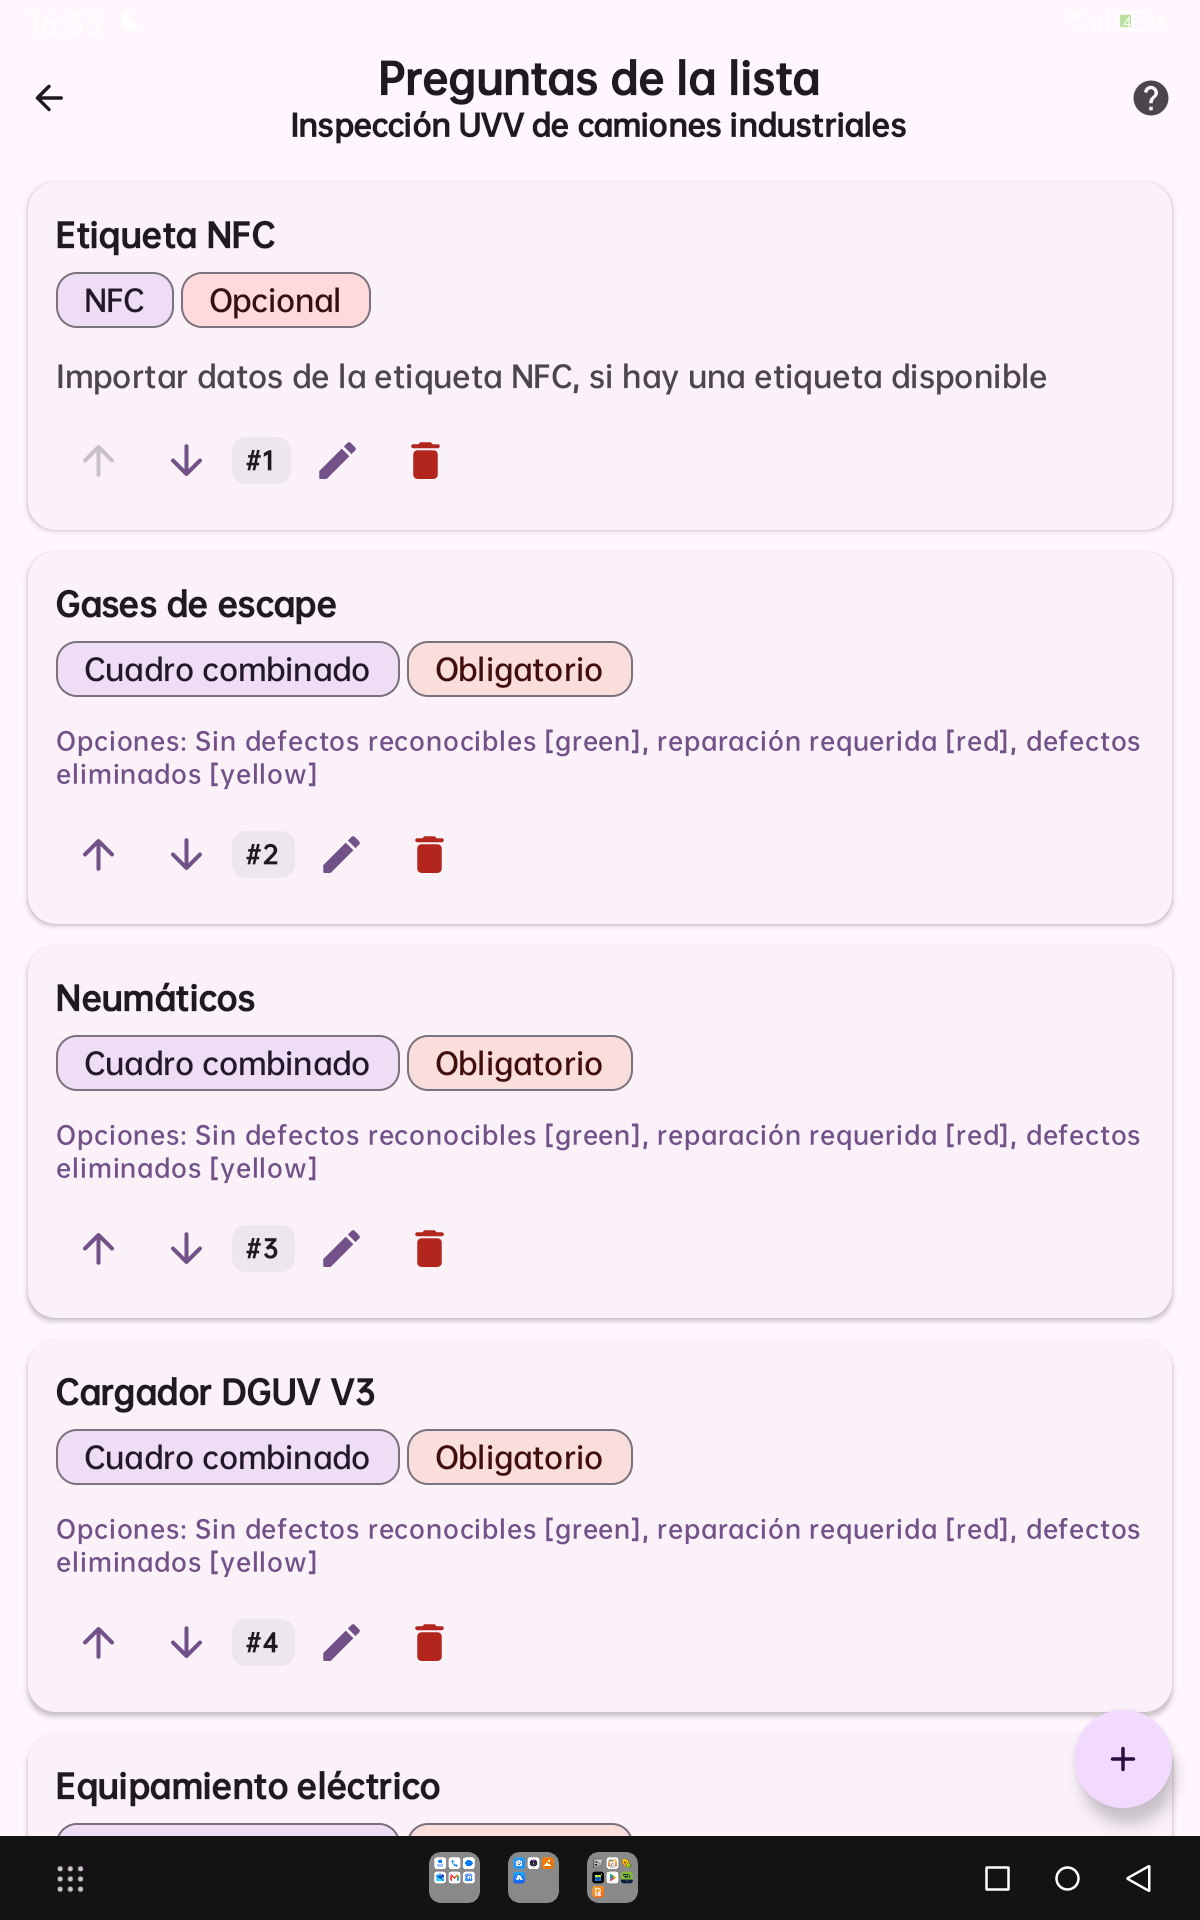 16:33
Preguntas de la lista
Inspección UVV de camiones industriales
Etiqueta NFC
NFC Opcional
Importar datos de la etiqueta NFC, si hay una etiqueta disponible
#1
Gases de escape
Cuadro combinado Obligatorio
Opciones: Sin defectos reconocibles [green], reparación requerida [red], defectos
eliminados [yellow]
#2
Neumáticos
Cuadro combinado Obligatorio
Opciones: Sin defectos reconocibles [green], reparación requerida [red], defectos
eliminados [yellow]
#3
Cargador DGUV V3
Cuadro combinado Obligatorio
Opciones: Sin defectos reconocibles [green], reparación requerida [red], defectos
eliminados [yellow]
#4
Equipamiento eléctrico